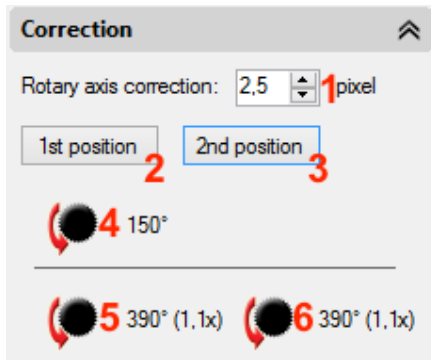 Correction
Rotary axis correction: 2,5 1 pixel
1st position 2 2nd position 3
4 150°
5 390° (1,1x) 6 390° (1,1x)